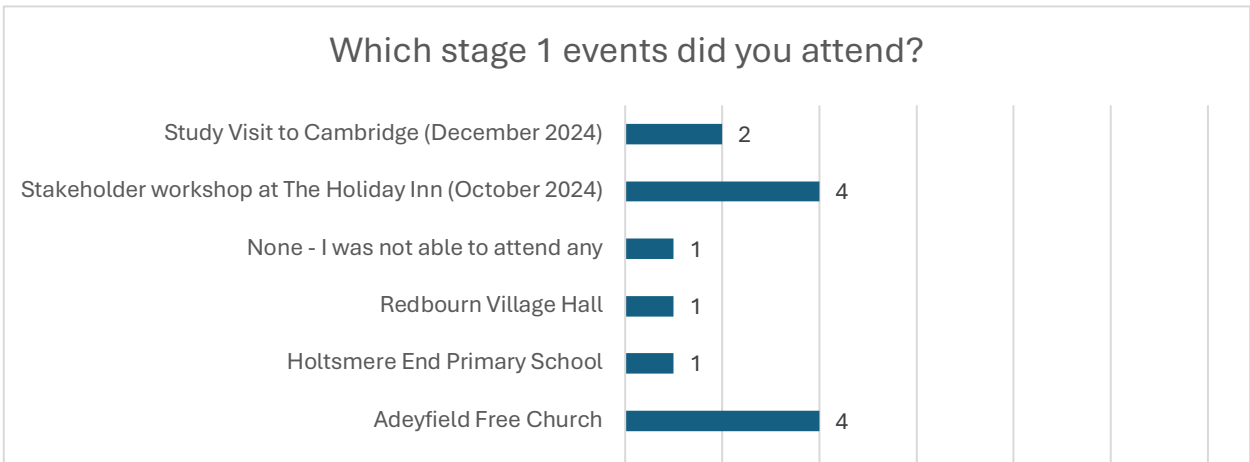 Which stage 1 events did you attend?
Study Visit to Cambridge (December 2024) 2
Stakeholder workshop at The Holiday Inn (October 2024) 4
None - I was not able to attend any 1
Redbourn Village Hall 1
Holtsmere End Primary School 1
Adeyfield Free Church 4